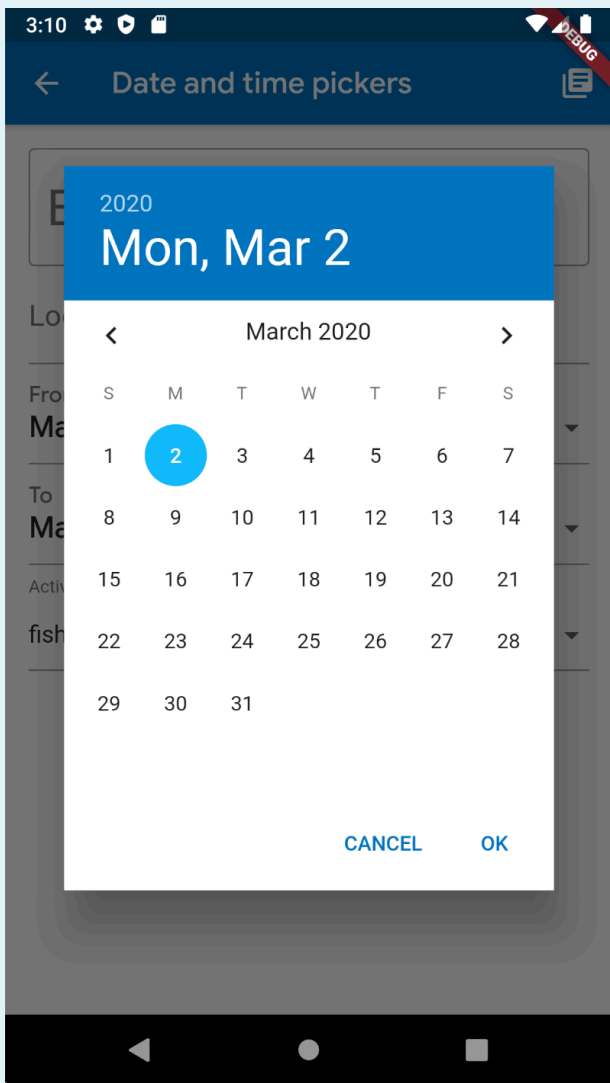 3:10
DEBUG
Date and time pickers
2020
Mon, Mar 2
March 2020
S M T W T F S
1 2 3 4 5 6 7
8 9 10 11 12 13 14
15 16 17 18 19 20 21
22 23 24 25 26 27 28
29 30 31
To
CANCEL OK